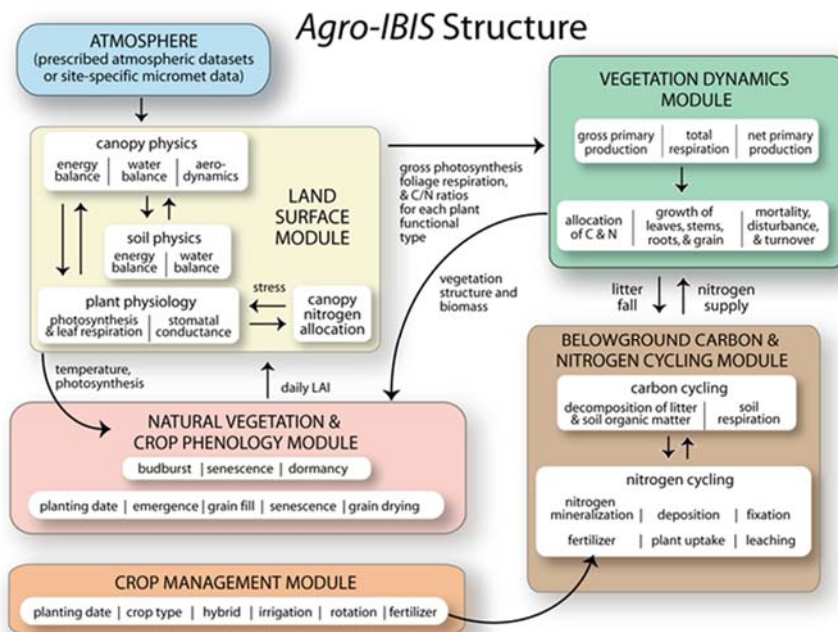 Agro-IBIS Structure
ATMOSPHERE
(prescribed atmospheric datasets
or site-specific micromet data)
canopy physics
energy balance | water balance | aero-dynamics
LAND
SURFACE
MODULE
soil physics
energy balance | water balance
plant physiology
photosynthesis & leaf respiration | stomatal conductance
stress
canopy
nitrogen
allocation
gross photosynthesis
foliage respiration,
& C/N ratios
for each plant
functional
type
VEGETATION DYNAMICS
MODULE
gross primary production | total respiration | net primary production
allocation of C & N | growth of leaves, stems, roots, & grain | mortality, disturbance, & turnover
vegetation
structure and
biomass
litter
fall
nitrogen
supply
temperature,
photosynthesis
daily LAI
NATURAL VEGETATION &
CROP PHENOLOGY MODULE
budburst | senescence | dormancy
planting date | emergence | grain fill | senescence | grain drying
BELOWGROUND CARBON &
NITROGEN CYCLING MODULE
carbon cycling
decomposition of litter & soil organic matter | soil respiration
nitrogen cycling
nitrogen mineralization | deposition | fixation
fertilizer | plant uptake | leaching
CROP MANAGEMENT MODULE
planting date | crop type | hybrid | irrigation | rotation | fertilizer